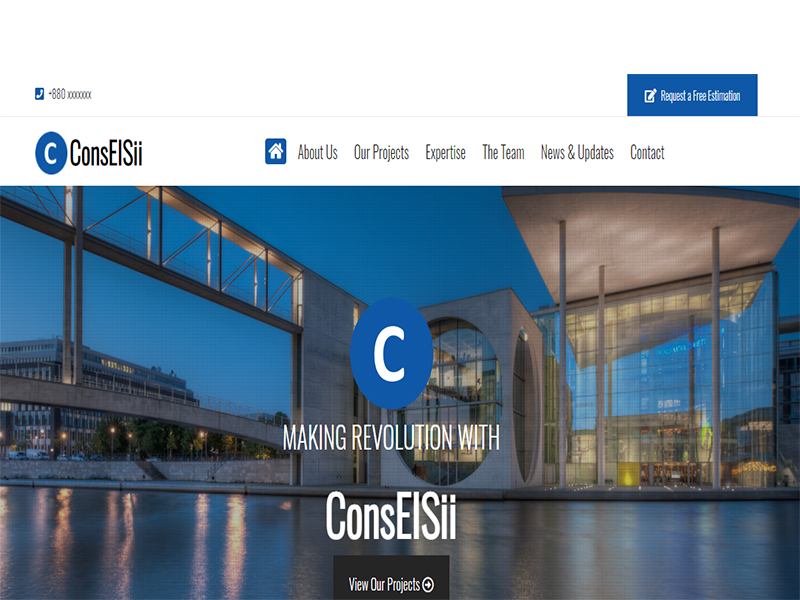 +880 xxxxxxx
Request a Free Estimation
C ConsElSii
About Us Our Projects Expertise The Team News & Updates Contact
C
MAKING REVOLUTION WITH
ConsElSii
View Our Projects